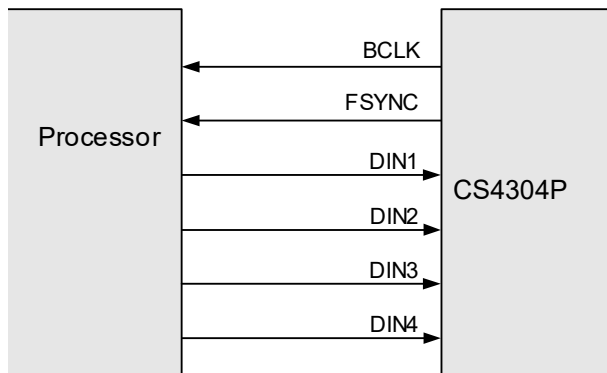 BCLK
FSYNC
Processor
DIN1
CS4304P
DIN2
DIN3
DIN4